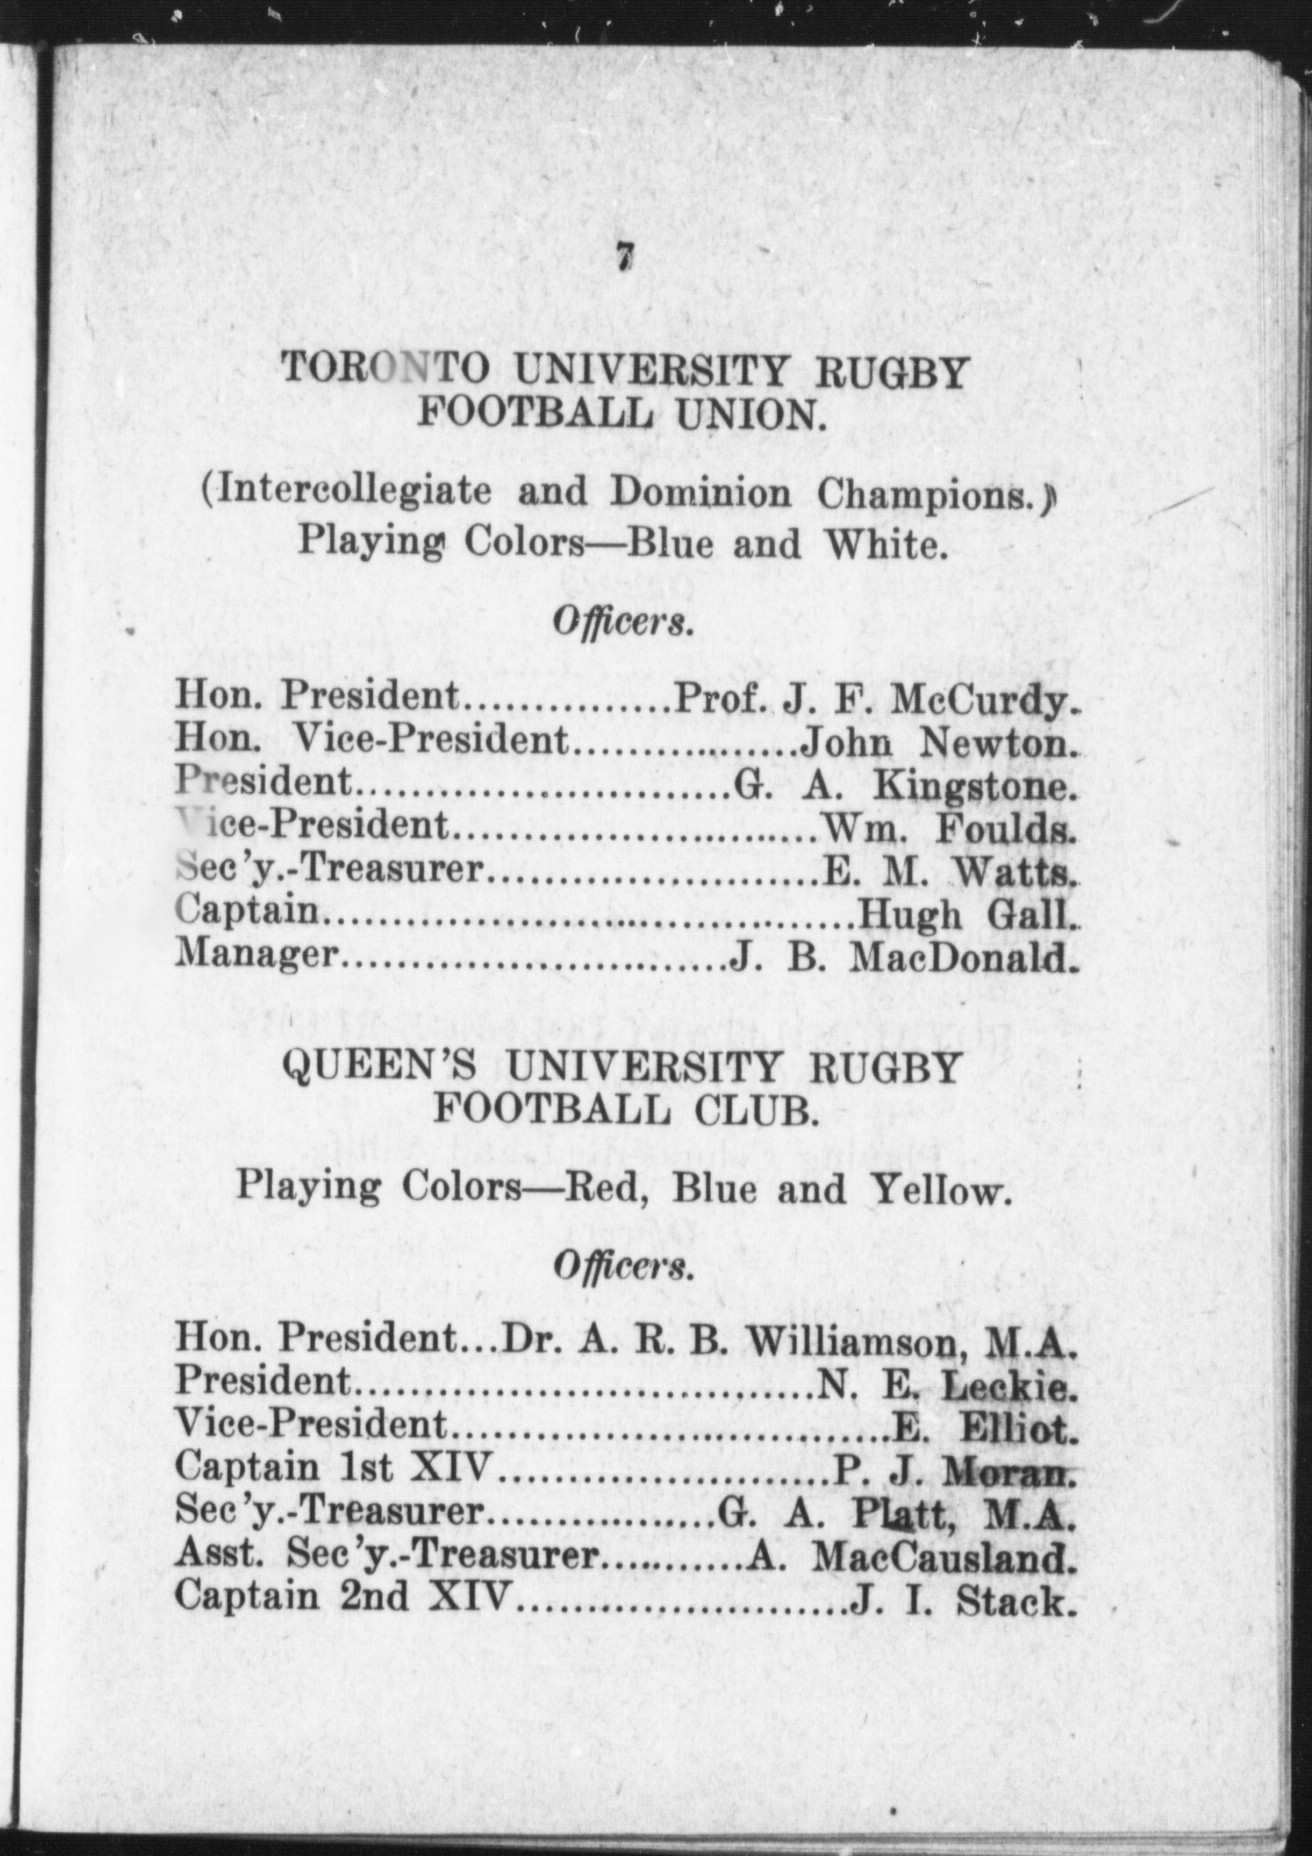 7
TORONTO UNIVERSITY RUGBY
FOOTBALL UNION.
(Intercollegiate and Dominion Champions.)
Playing Colors—Blue and White.
Officers.
Hon. President...............Prof. J. F. McCurdy.
Hon. Vice-President................John Newton.
President...........................G. A. Kingstone.
Vice-President..........................Wm. Foulds.
Sec'y.-Treasurer........................E. M. Watts.
Captain......................................Hugh Gall.
Manager............................J. B. MacDonald.
QUEEN'S UNIVERSITY RUGBY
FOOTBALL CLUB.
Playing Colors—Red, Blue and Yellow.
Officers.
Hon. President...Dr. A. R. B. Williamson, M.A.
President.................................N. E. Leckie.
Vice-President...............................E. Elliot.
Captain 1st XIV........................P. J. Moran.
Sec'y.-Treasurer................G. A. Platt, M.A.
Asst. Sec'y.-Treasurer...........A. MacCausland.
Captain 2nd XIV........................J. I. Stack.